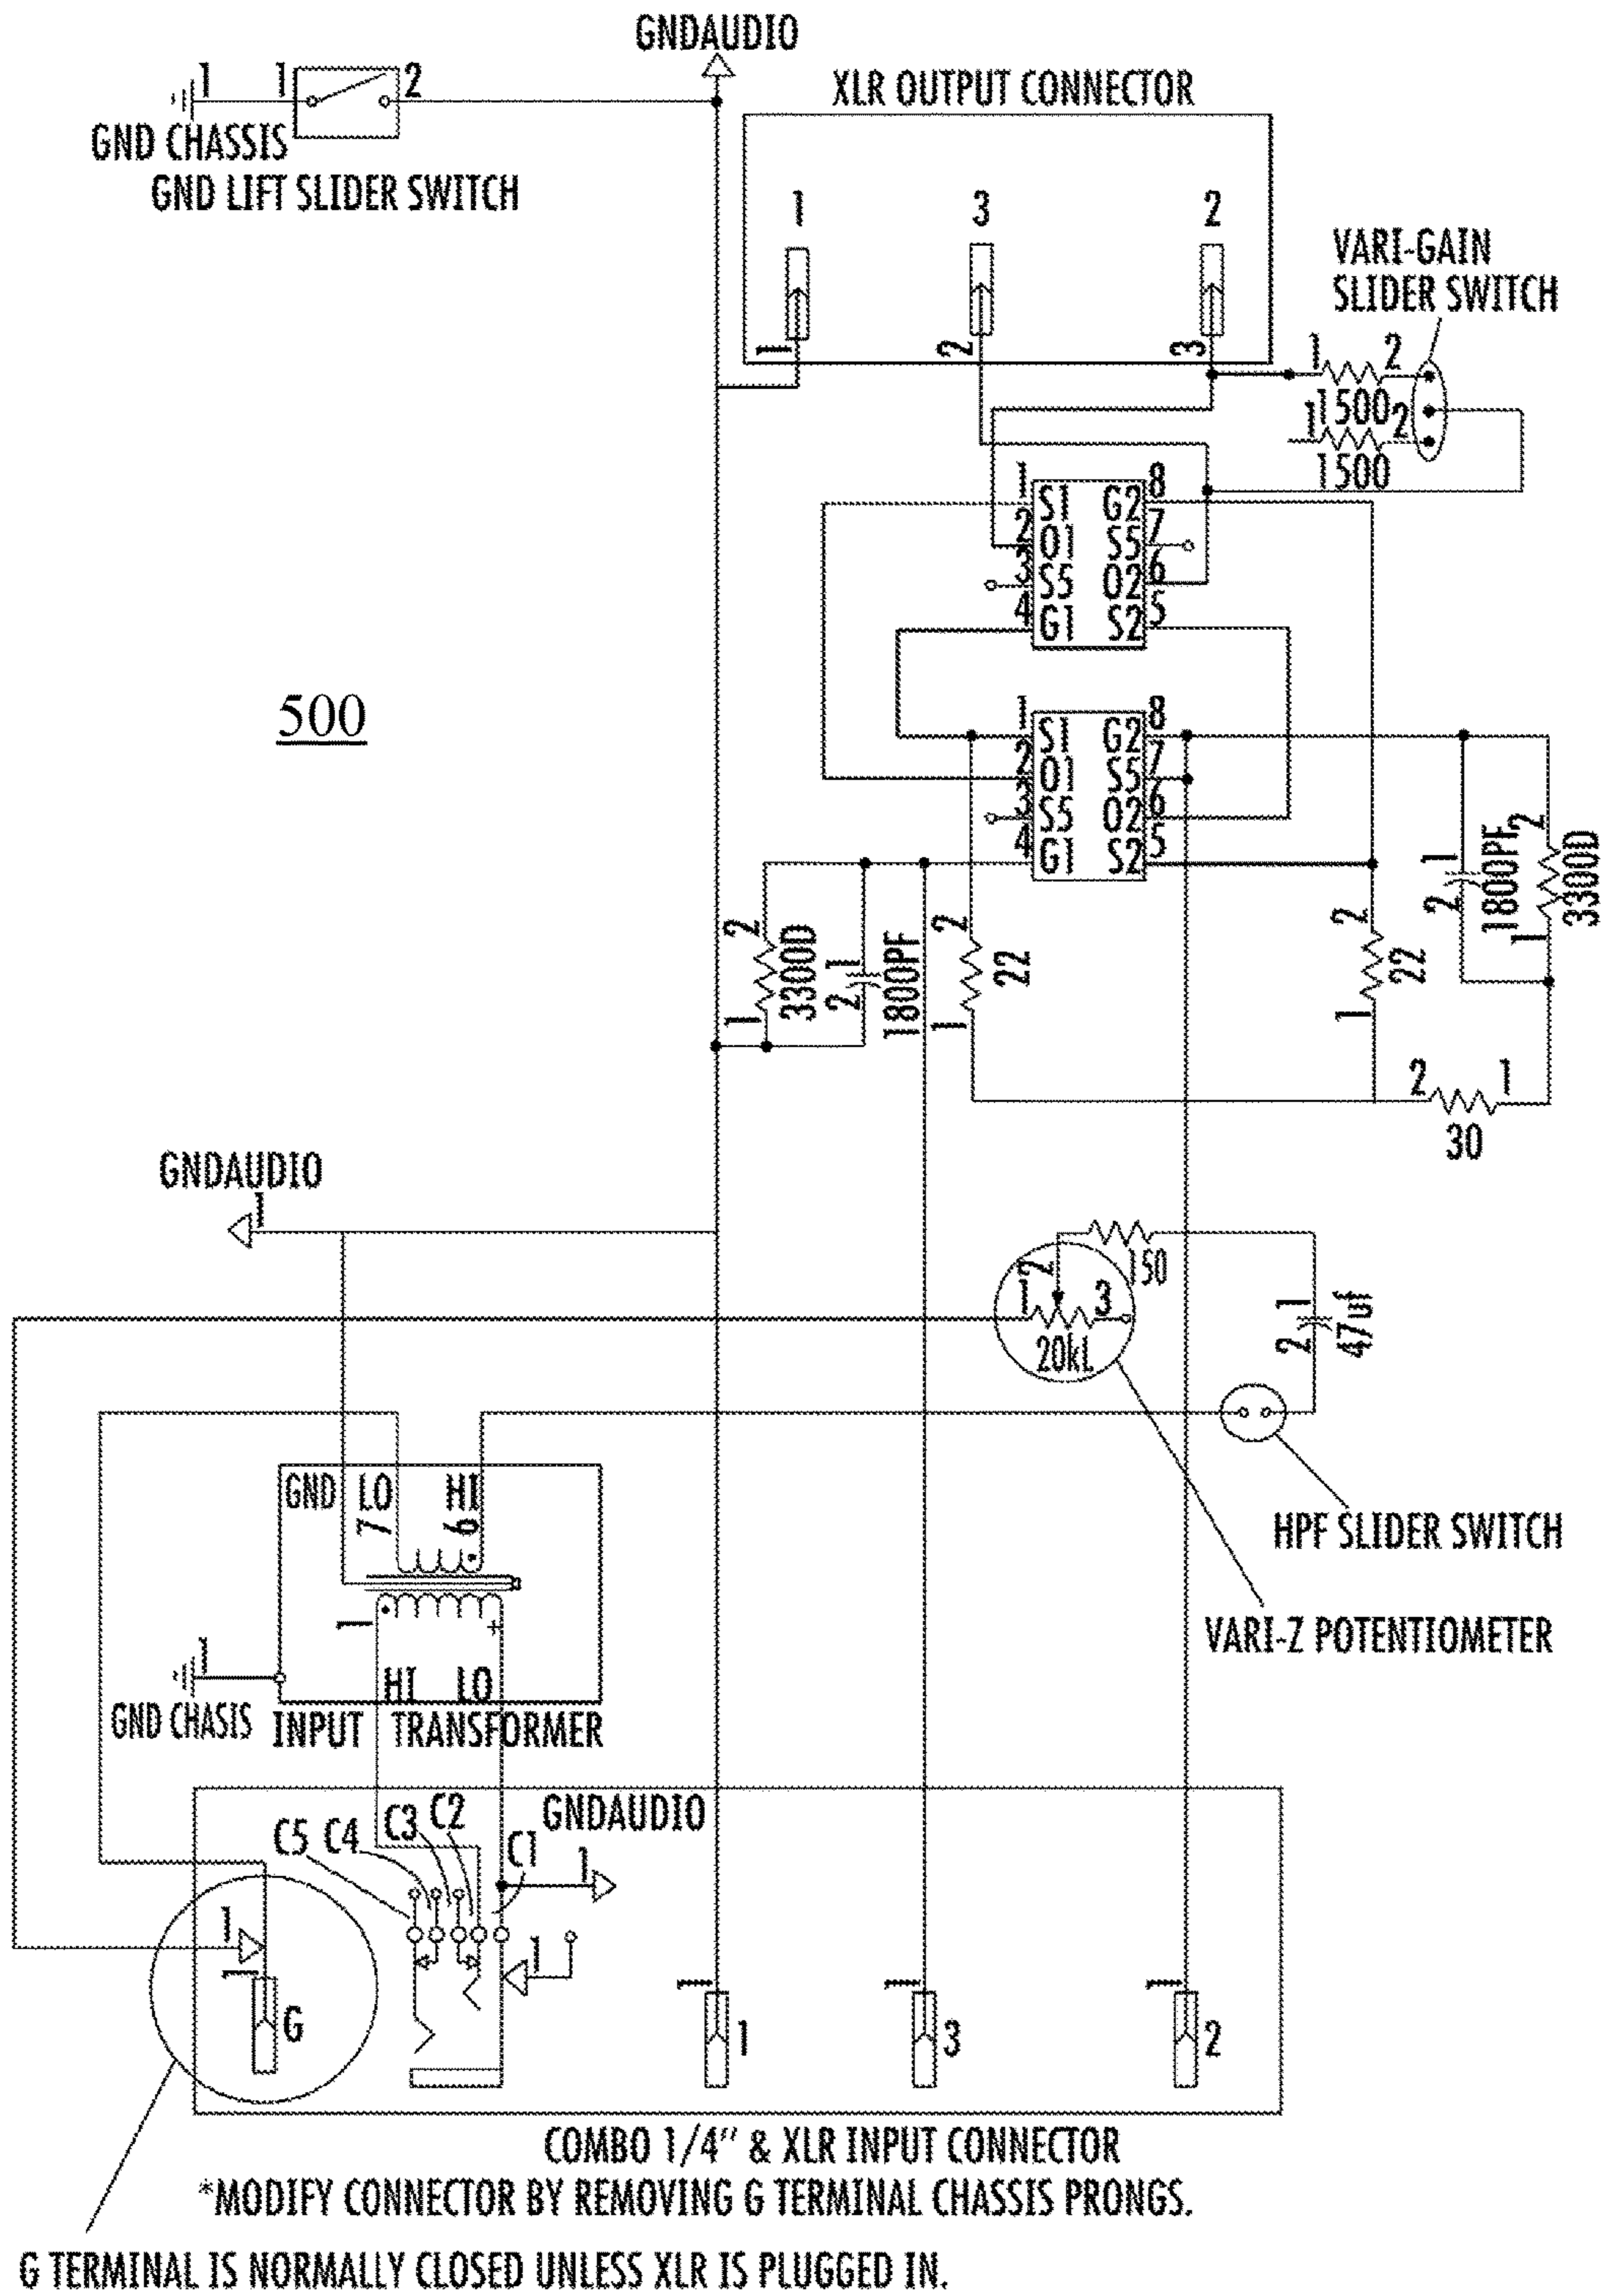 GNDAUDIO
XLR OUTPUT CONNECTOR
1 1 2
GND CHASSIS
GND LIFT SLIDER SWITCH
1 3 2
VARI-GAIN
SLIDER SWITCH
1 2 3
1 2
1500
1 2
1500
1 S1 G2 8
2 O1 S5 7
3 S5 O2 6
4 G1 S2 5
500
1 S1 G2 8
2 O1 S5 7
3 S5 O2 6
4 G1 S2 5
2 3300D 1
1 1800PF 2
2 22 1
2 22 1
1 1800PF 2
2 3300D 1
2 1
30
GNDAUDIO
1
2 150
1 3
20kL
1 47uf 2
GND LO HI
7 6
HPF SLIDER SWITCH
VARI-Z POTENTIOMETER
1 +
1
HI LO
GND CHASIS
INPUT TRANSFORMER
GNDAUDIO
C5 C4 C3 C2 C1
1
1
1
1 G
1 1
1 3
1 2
COMBO 1/4" & XLR INPUT CONNECTOR
*MODIFY CONNECTOR BY REMOVING G TERMINAL CHASSIS PRONGS.
G TERMINAL IS NORMALLY CLOSED UNLESS XLR IS PLUGGED IN.